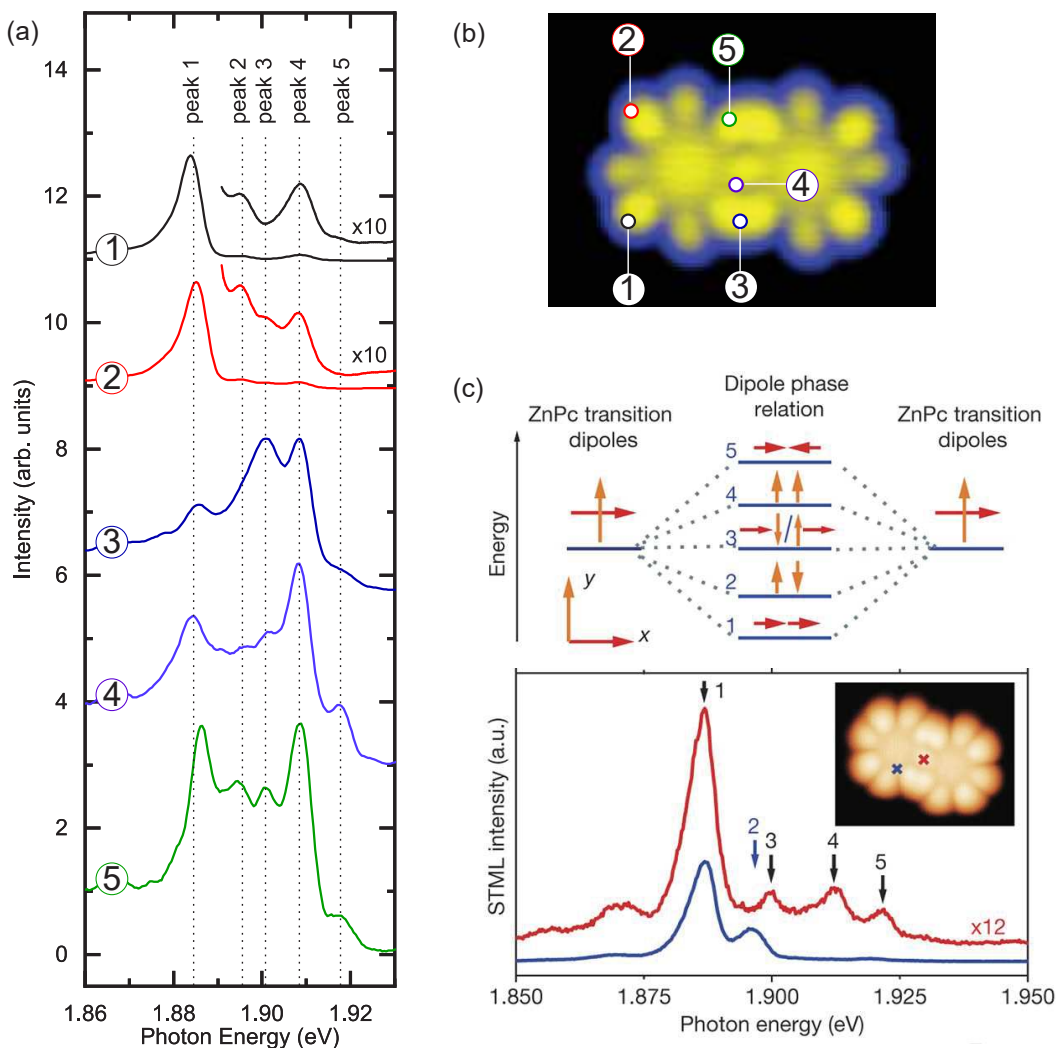 (a)
14
12
10
8
6
4
2
0
Intensity (arb. units)
peak 1
peak 2
peak 3
peak 4
peak 5
x10
x10
1
2
3
4
5
1.86
1.88
1.90
1.92
Photon Energy (eV)
(b)
2
5
4
1
3
(c)
Dipole phase
relation
ZnPc transition
dipoles
ZnPc transition
dipoles
Energy
5
4
3
/
2
1
y
x
STML intensity (a.u.)
1
2
3
4
5
x12
1.850
1.875
1.900
1.925
1.950
Photon energy (eV)